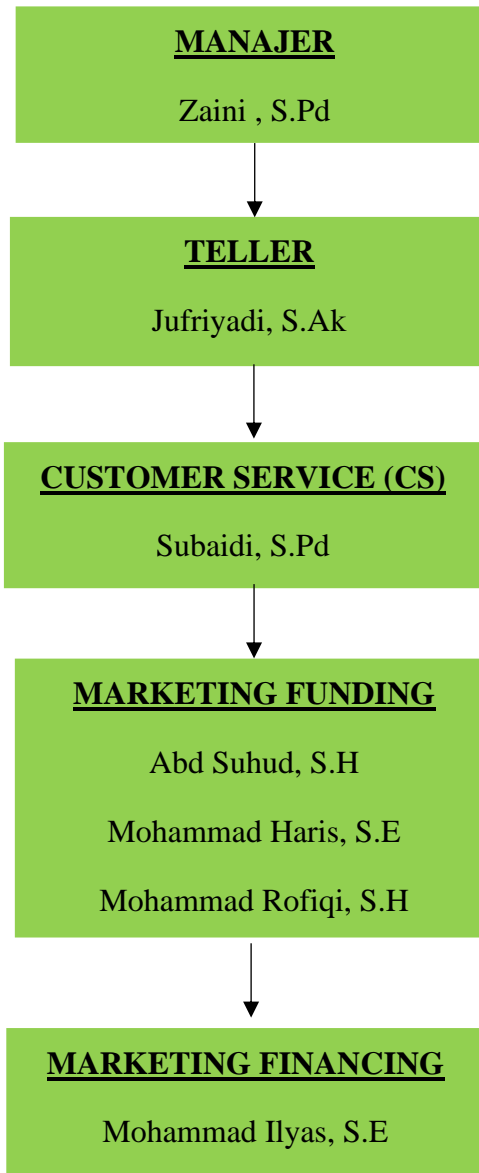 MANAJER
Zaini , S.Pd
TELLER
Jufriyadi, S.Ak
CUSTOMER SERVICE (CS)
Subaidi, S.Pd
MARKETING FUNDING
Abd Suhud, S.H
Mohammad Haris, S.E
Mohammad Rofiqi, S.H
MARKETING FINANCING
Mohammad Ilyas, S.E